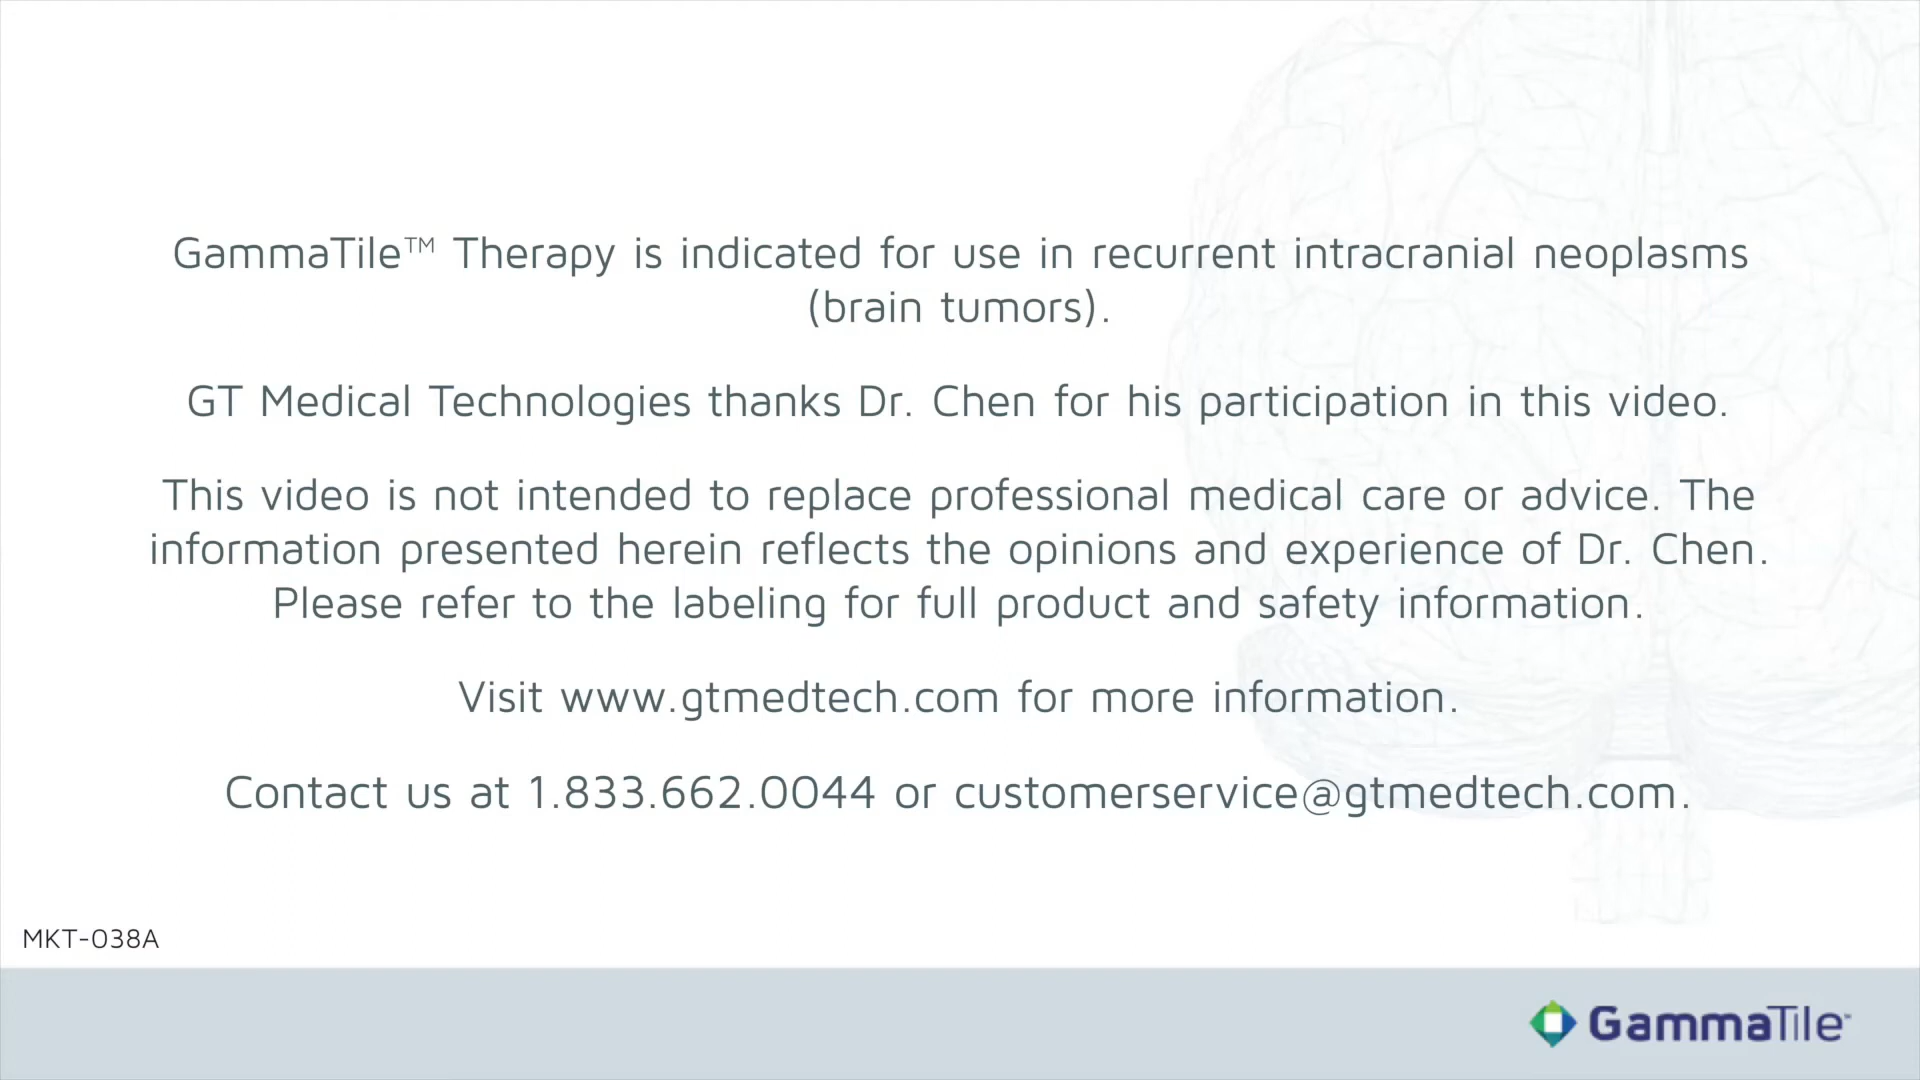 GammaTile™ Therapy is indicated for use in recurrent intracranial neoplasms
(brain tumors).
GT Medical Technologies thanks Dr. Chen for his participation in this video.
This video is not intended to replace professional medical care or advice. The
information presented herein reflects the opinions and experience of Dr. Chen.
Please refer to the labeling for full product and safety information.
Visit www.gtmedtech.com for more information.
Contact us at 1.833.662.0044 or customerservice@gtmedtech.com.
MKT-038A
GammaTile™